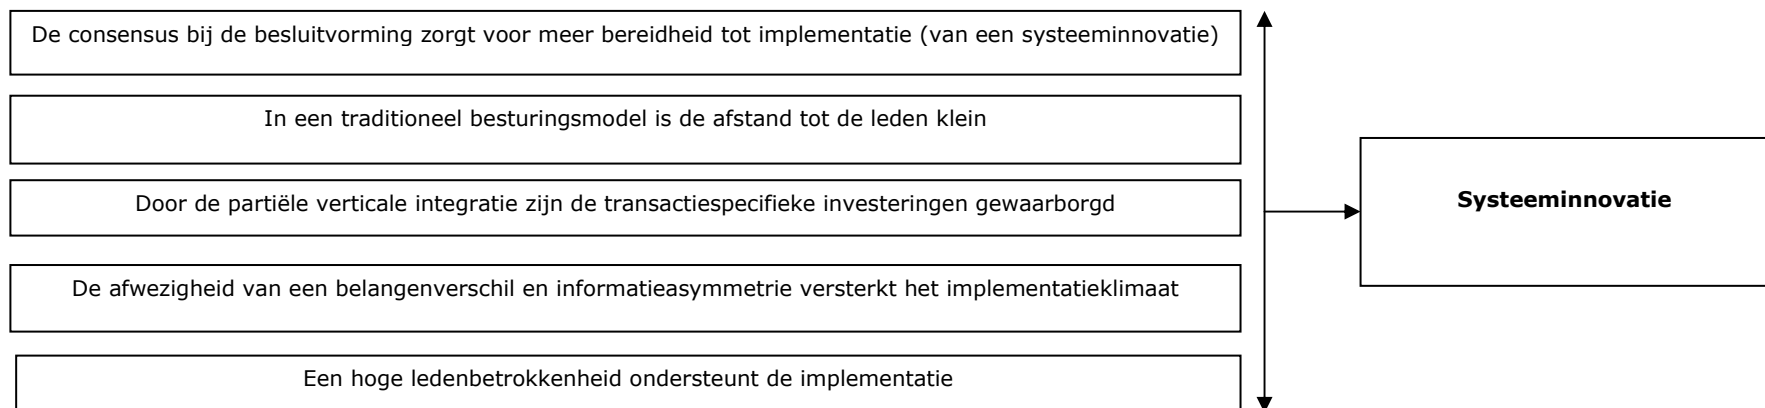 De consensus bij de besluitvorming zorgt voor meer bereidheid tot implementatie (van een systeeminnovatie)
In een traditioneel besturingsmodel is de afstand tot de leden klein
Door de partiële verticale integratie zijn de transactiespecifieke investeringen gewaarborgd
De afwezigheid van een belangenverschil en informatieasymmetrie versterkt het implementatieklimaat
Een hoge ledenbetrokkenheid ondersteunt de implementatie
Systeeminnovatie